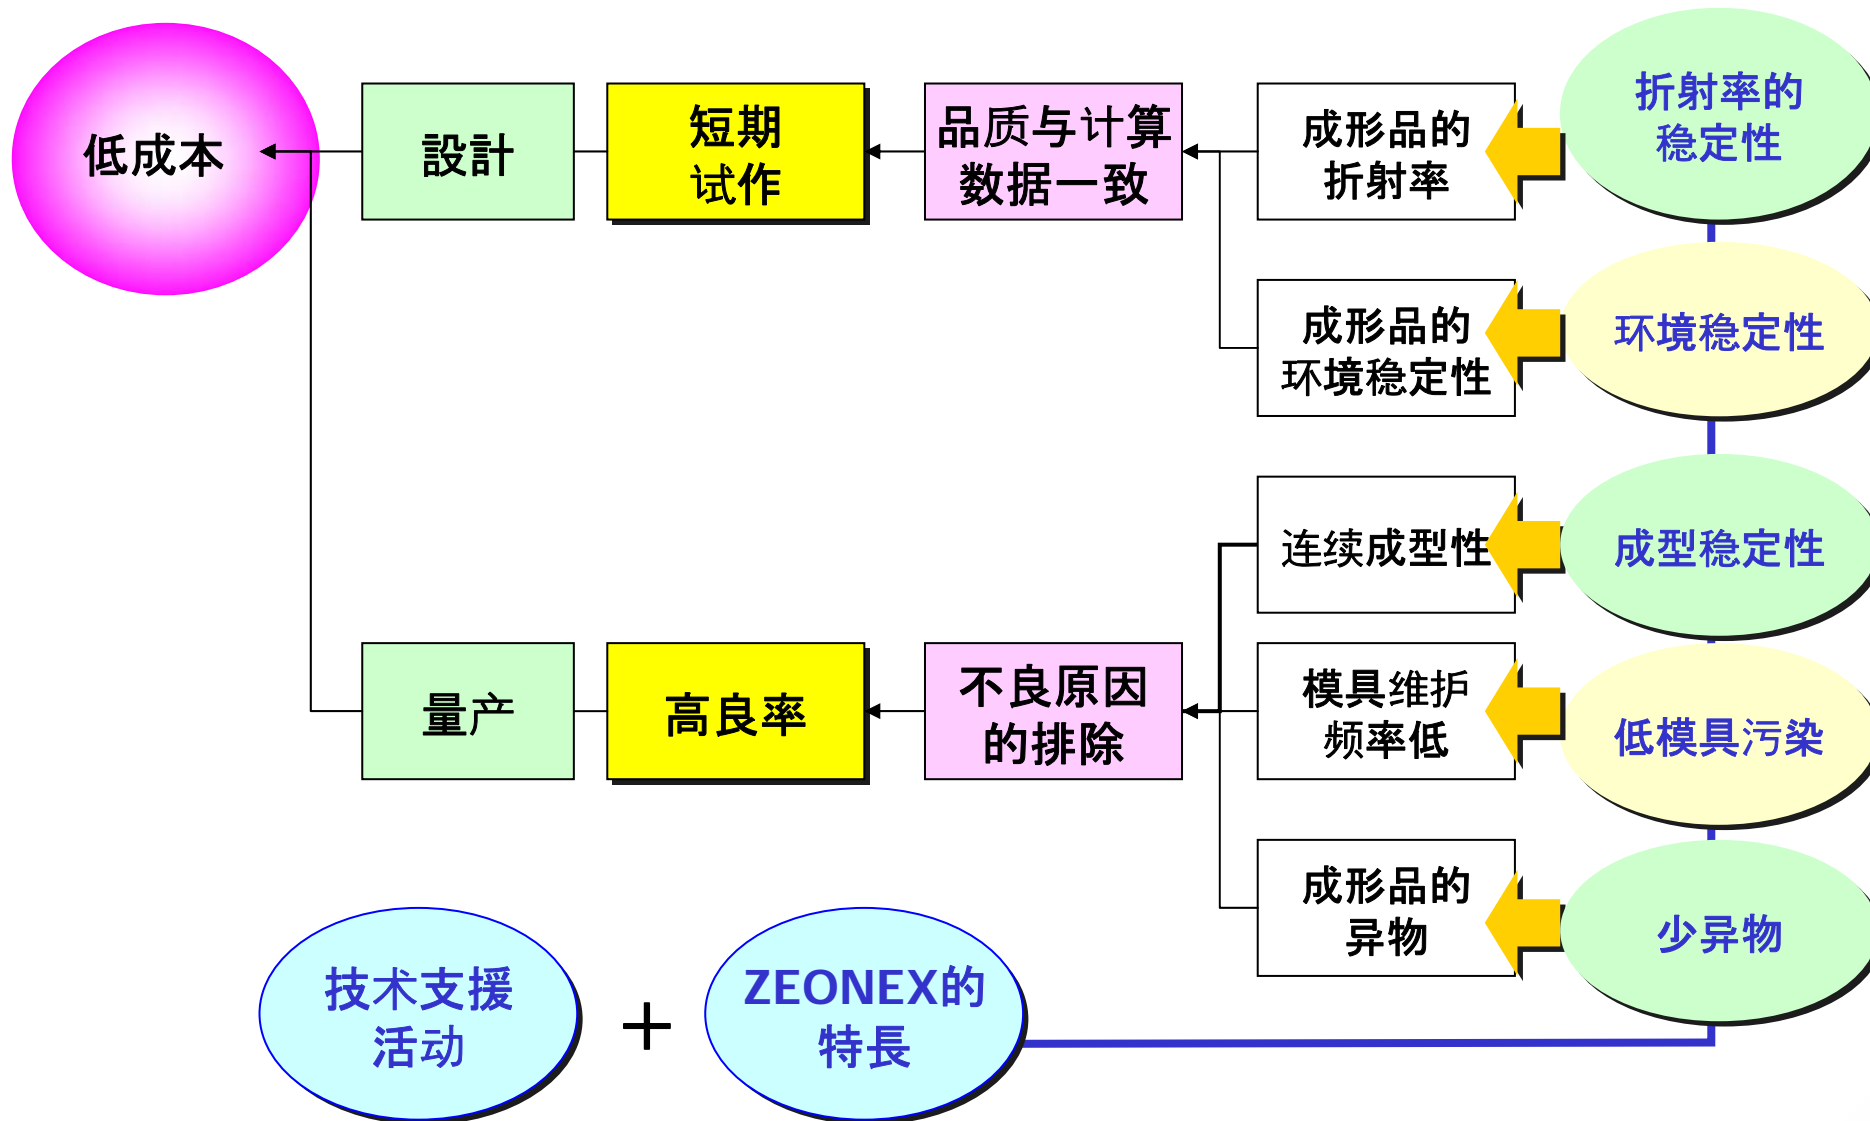 低成本
設計
短期
试作
品质与计算
数据一致
成形品的
折射率
折射率的
稳定性
成形品的
环境稳定性
环境稳定性
连续成型性
成型稳定性
量产
高良率
不良原因
的排除
模具维护
频率低
低模具污染
成形品的
异物
少异物
技术支援
活动
+
ZEONEX的
特長